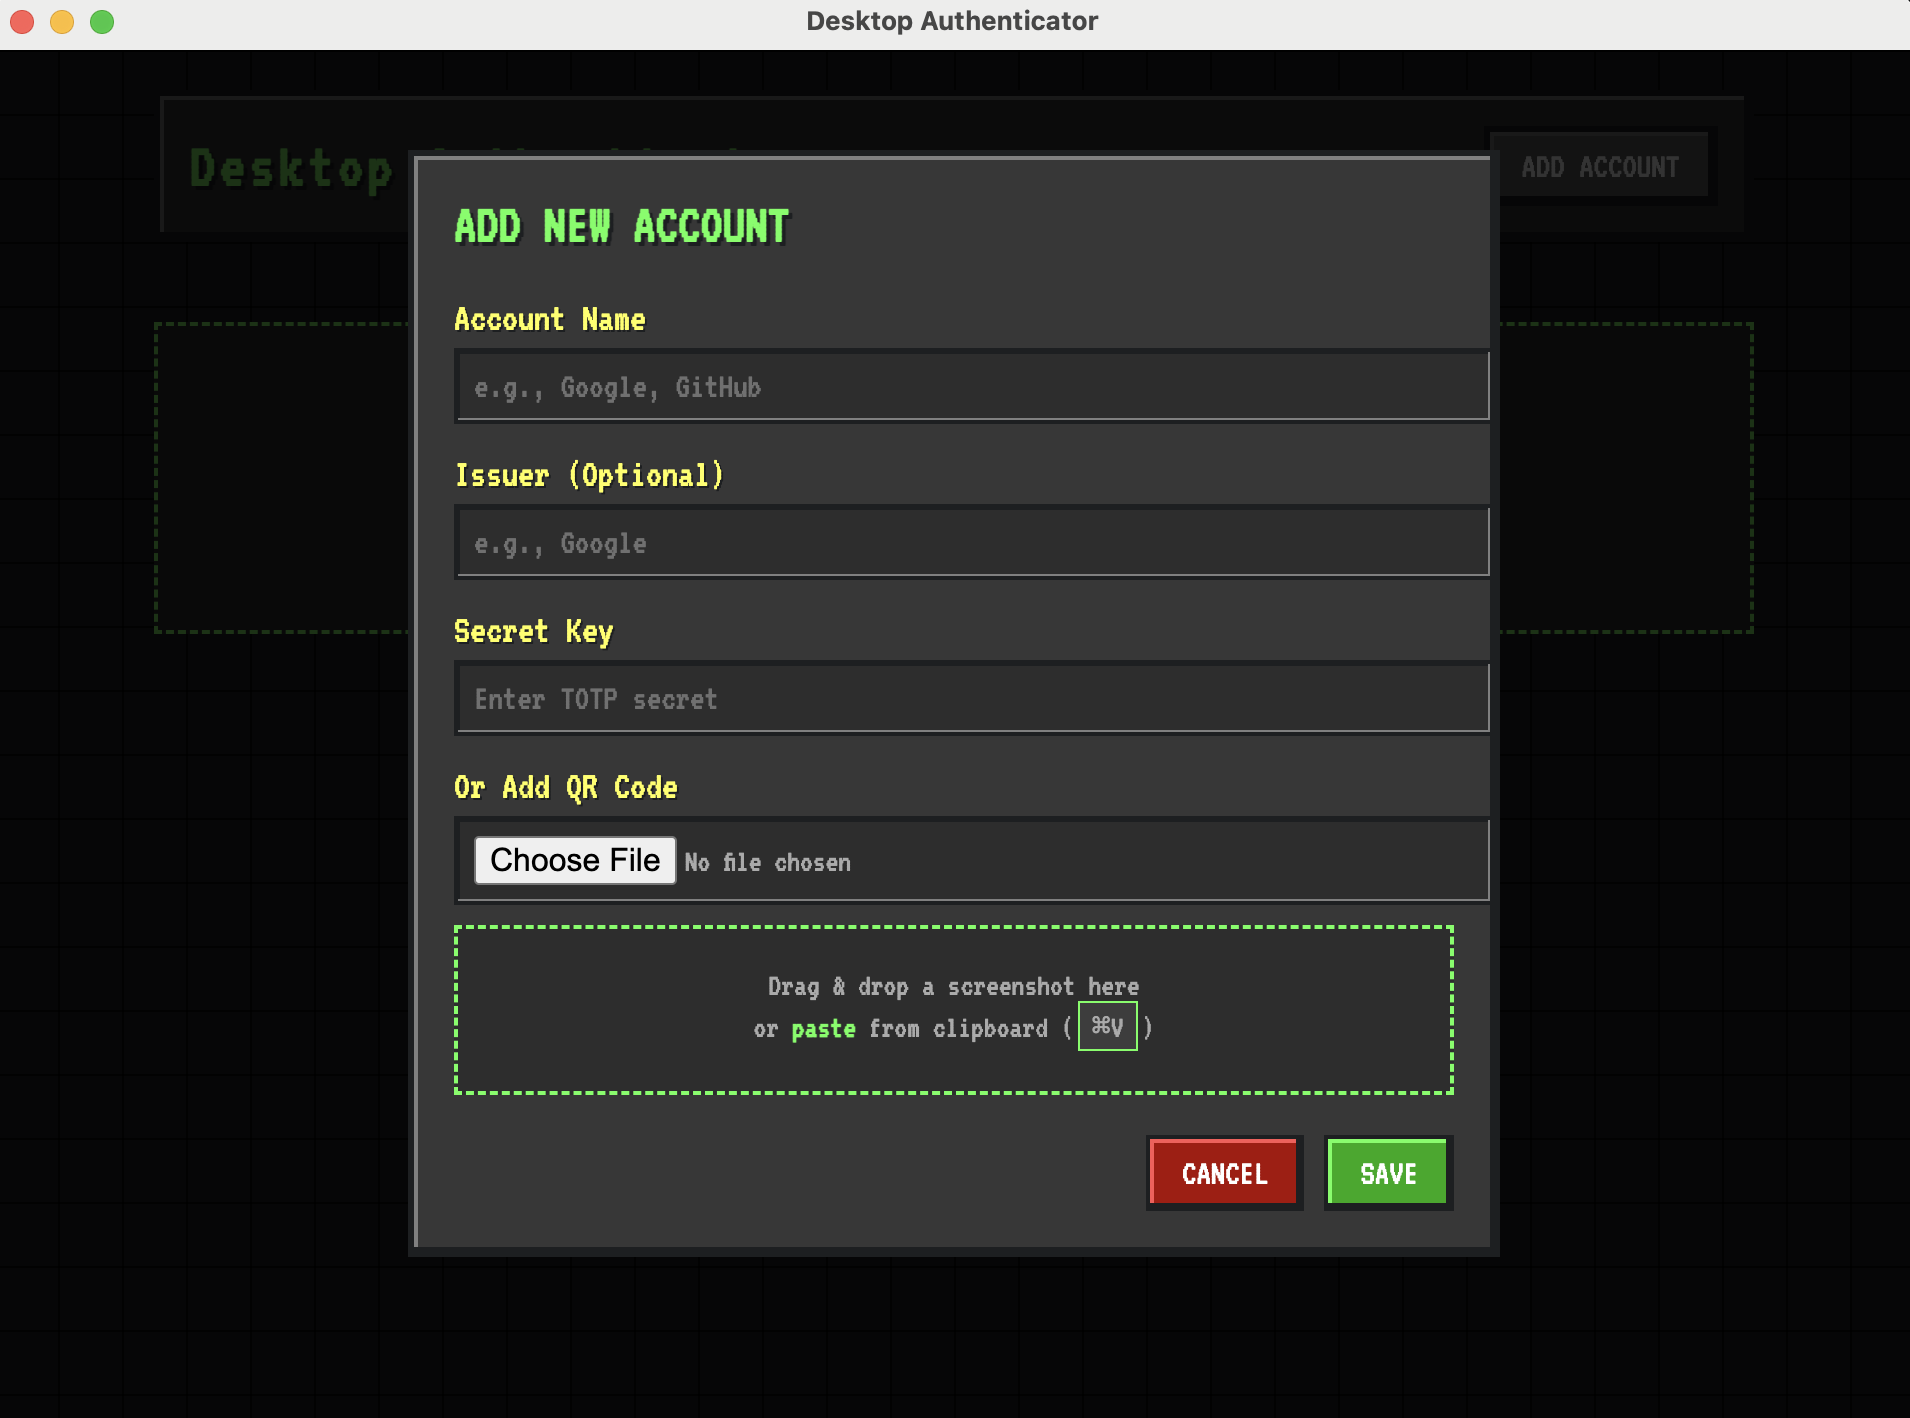 Desktop Authenticator
Desktop
ADD ACCOUNT
ADD NEW ACCOUNT
Account Name
e.g., Google, GitHub
Issuer (Optional)
e.g., Google
Secret Key
Enter TOTP secret
Or Add QR Code
Choose File No file chosen
Drag & drop a screenshot here
or paste from clipboard (⌘V)
CANCEL SAVE